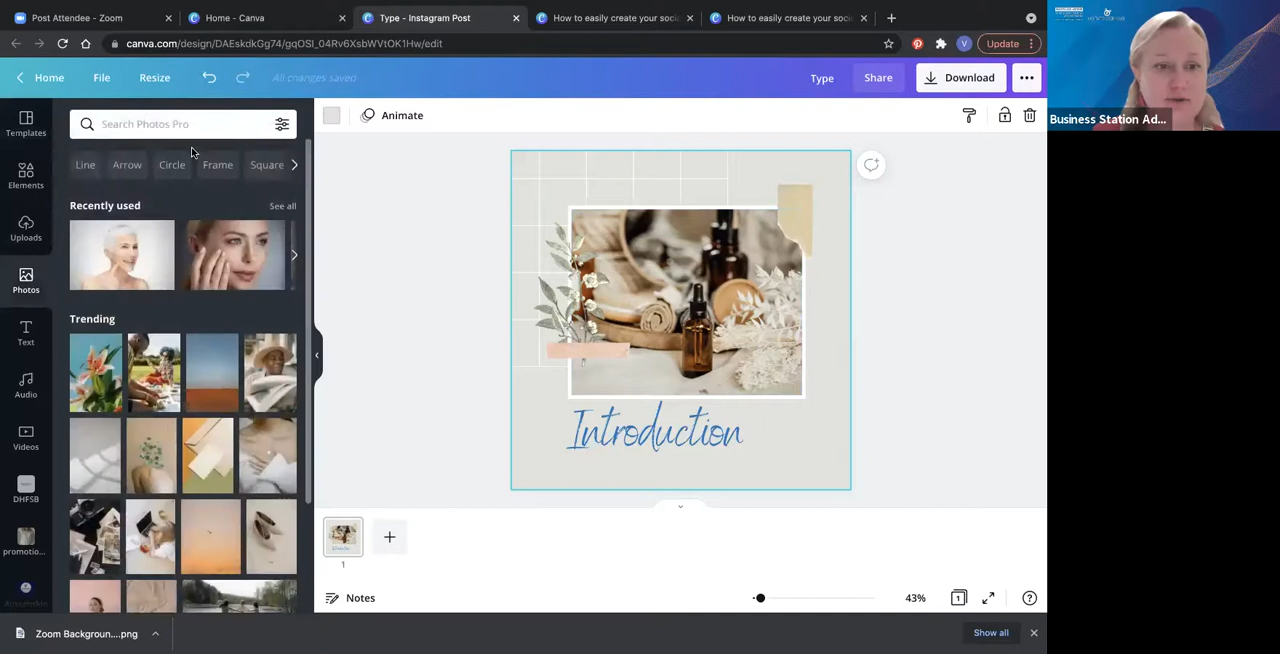 Post Attendee - Zoom
Home - Canva
Type - Instagram Post
How to easily create your soci
How to easily create your soci
canva.com/design/DAEskdkGg74/gqOSI_04Rv6XsbWVtOK1Hw/edit
V
Update
Home
File
Resize
All changes saved
Type
Share
Download
Business Station Ad...
Templates
Search Photos Pro
Animate
Line
Arrow
Circle
Frame
Square
Elements
Recently used
See all
Uploads
Photos
Trending
Text
Audio
Introduction
Videos
DHFSB
promotio...
1
Notes
43%
1
Zoom Backgroun....png
Show all